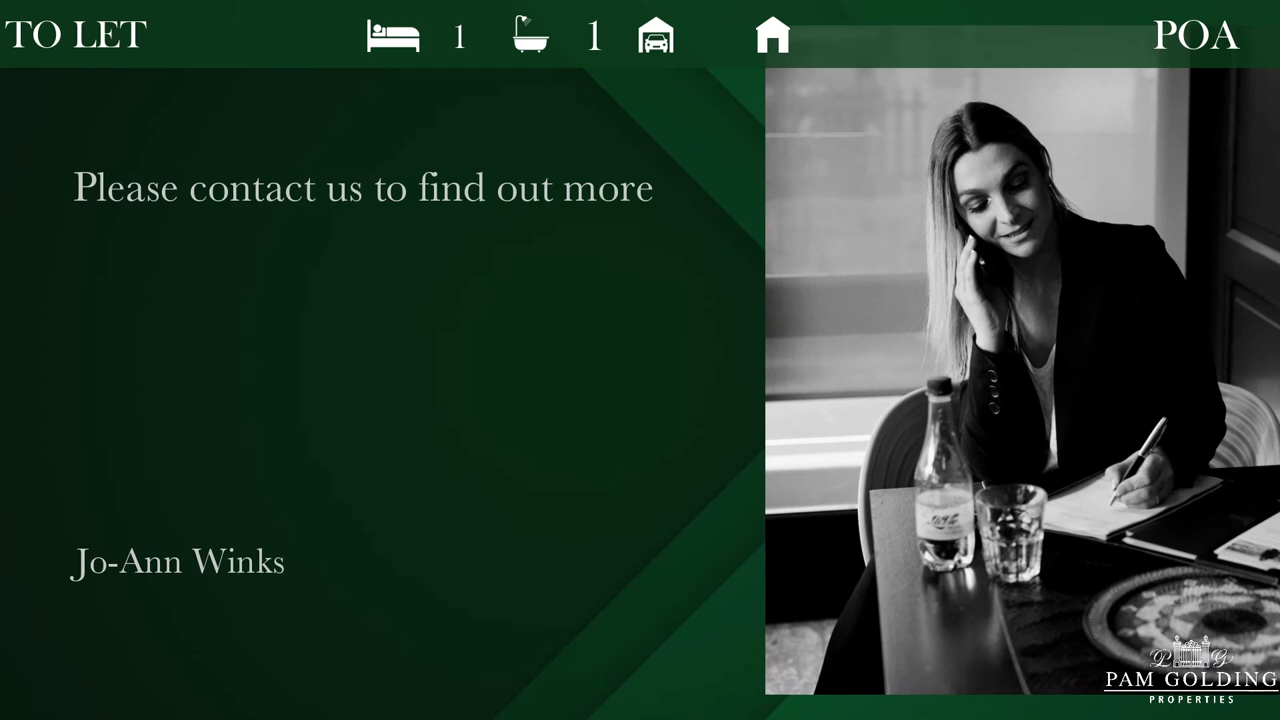 TO LET
1
1
POA
Please contact us to find out more
Jo-Ann Winks
P G
PAM GOLDING
PROPERTIES